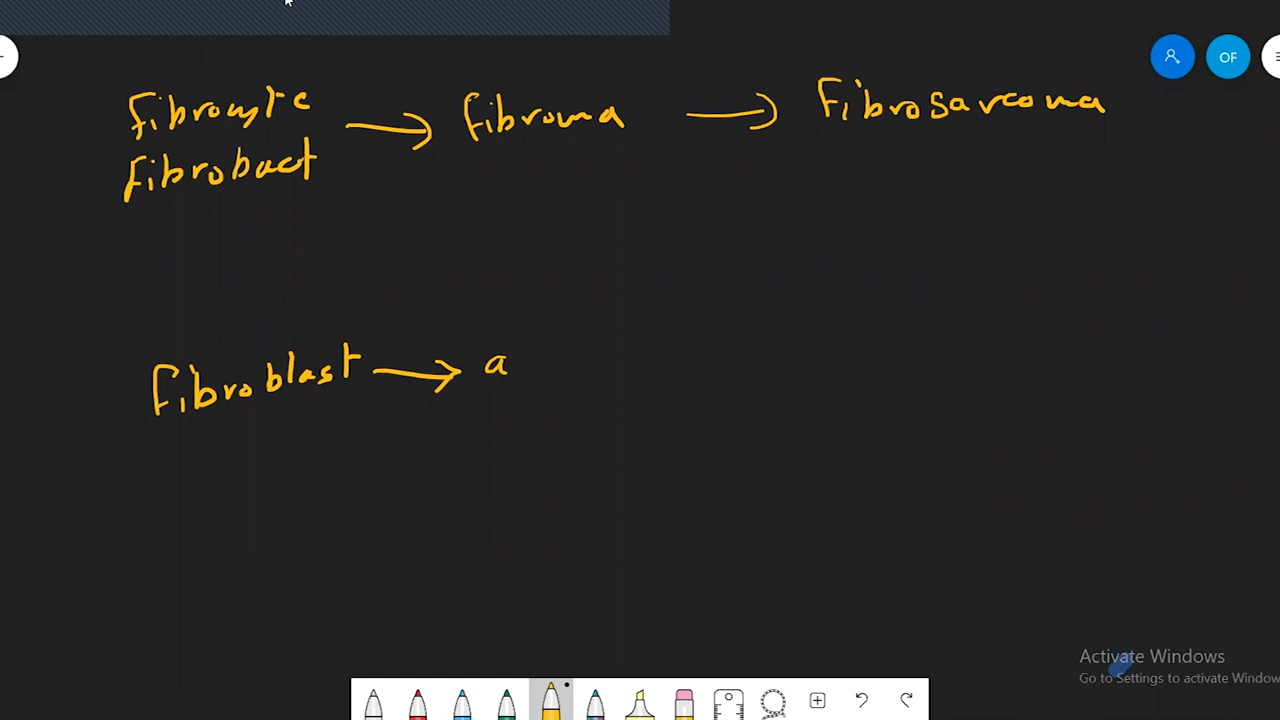 OF
Fibrocyte → fibroma → Fibrosarcoma
Fibrobact
Fibroblast → a
Activate Windows
Go to Settings to activate Window